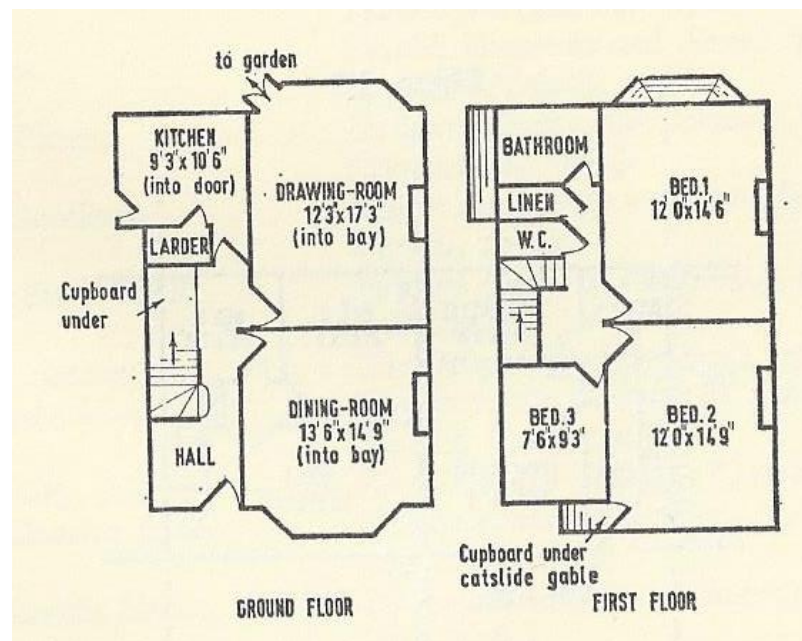 to garden
KITCHEN
9'3"x10'6"
(into door)
DRAWING-ROOM
12'3"x17'3"
(into bay)
LARDER
Cupboard
under
DINING-ROOM
13'6"x14'9"
(into bay)
HALL
GROUND FLOOR
BATHROOM
LINEN
W.C.
BED.1
12'0"x14'6"
BED.3
7'6"x9'3"
BED.2
12'0"x14'9"
Cupboard under
catslide gable
FIRST FLOOR